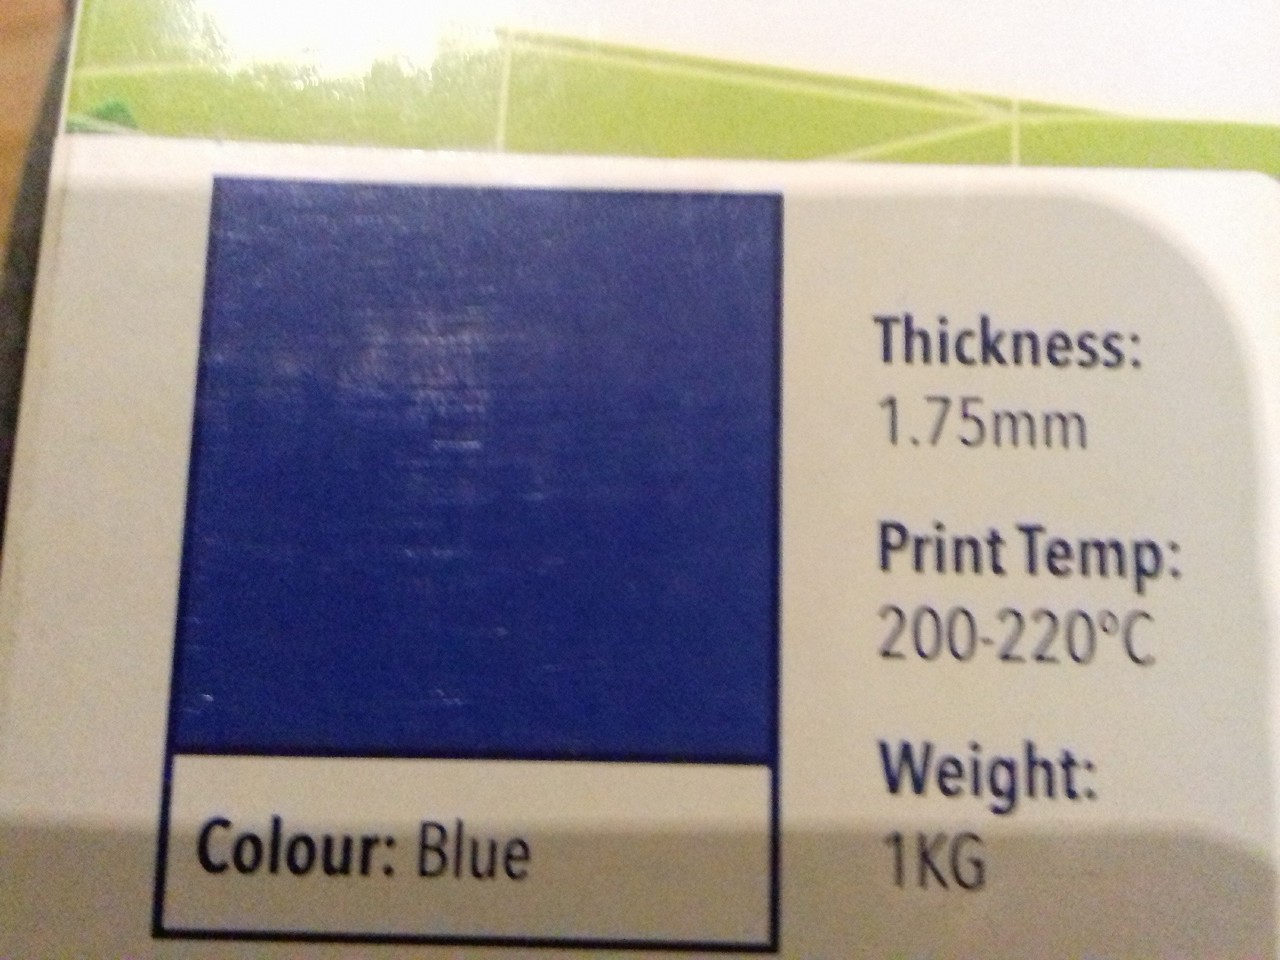 Thickness:
1.75mm
Print Temp:
200-220°C
Weight:
1KG
Colour: Blue